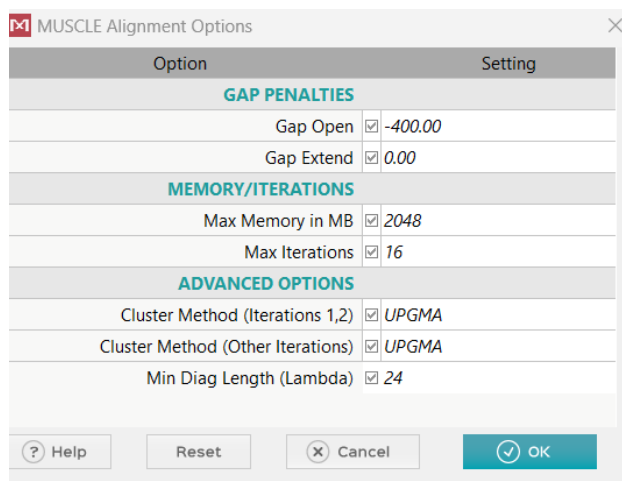 MUSCLE Alignment Options
Option Setting
GAP PENALTIES
Gap Open -400.00
Gap Extend 0.00
MEMORY/ITERATIONS
Max Memory in MB 2048
Max Iterations 16
ADVANCED OPTIONS
Cluster Method (Iterations 1,2) UPGMA
Cluster Method (Other Iterations) UPGMA
Min Diag Length (Lambda) 24
? Help Reset Cancel OK